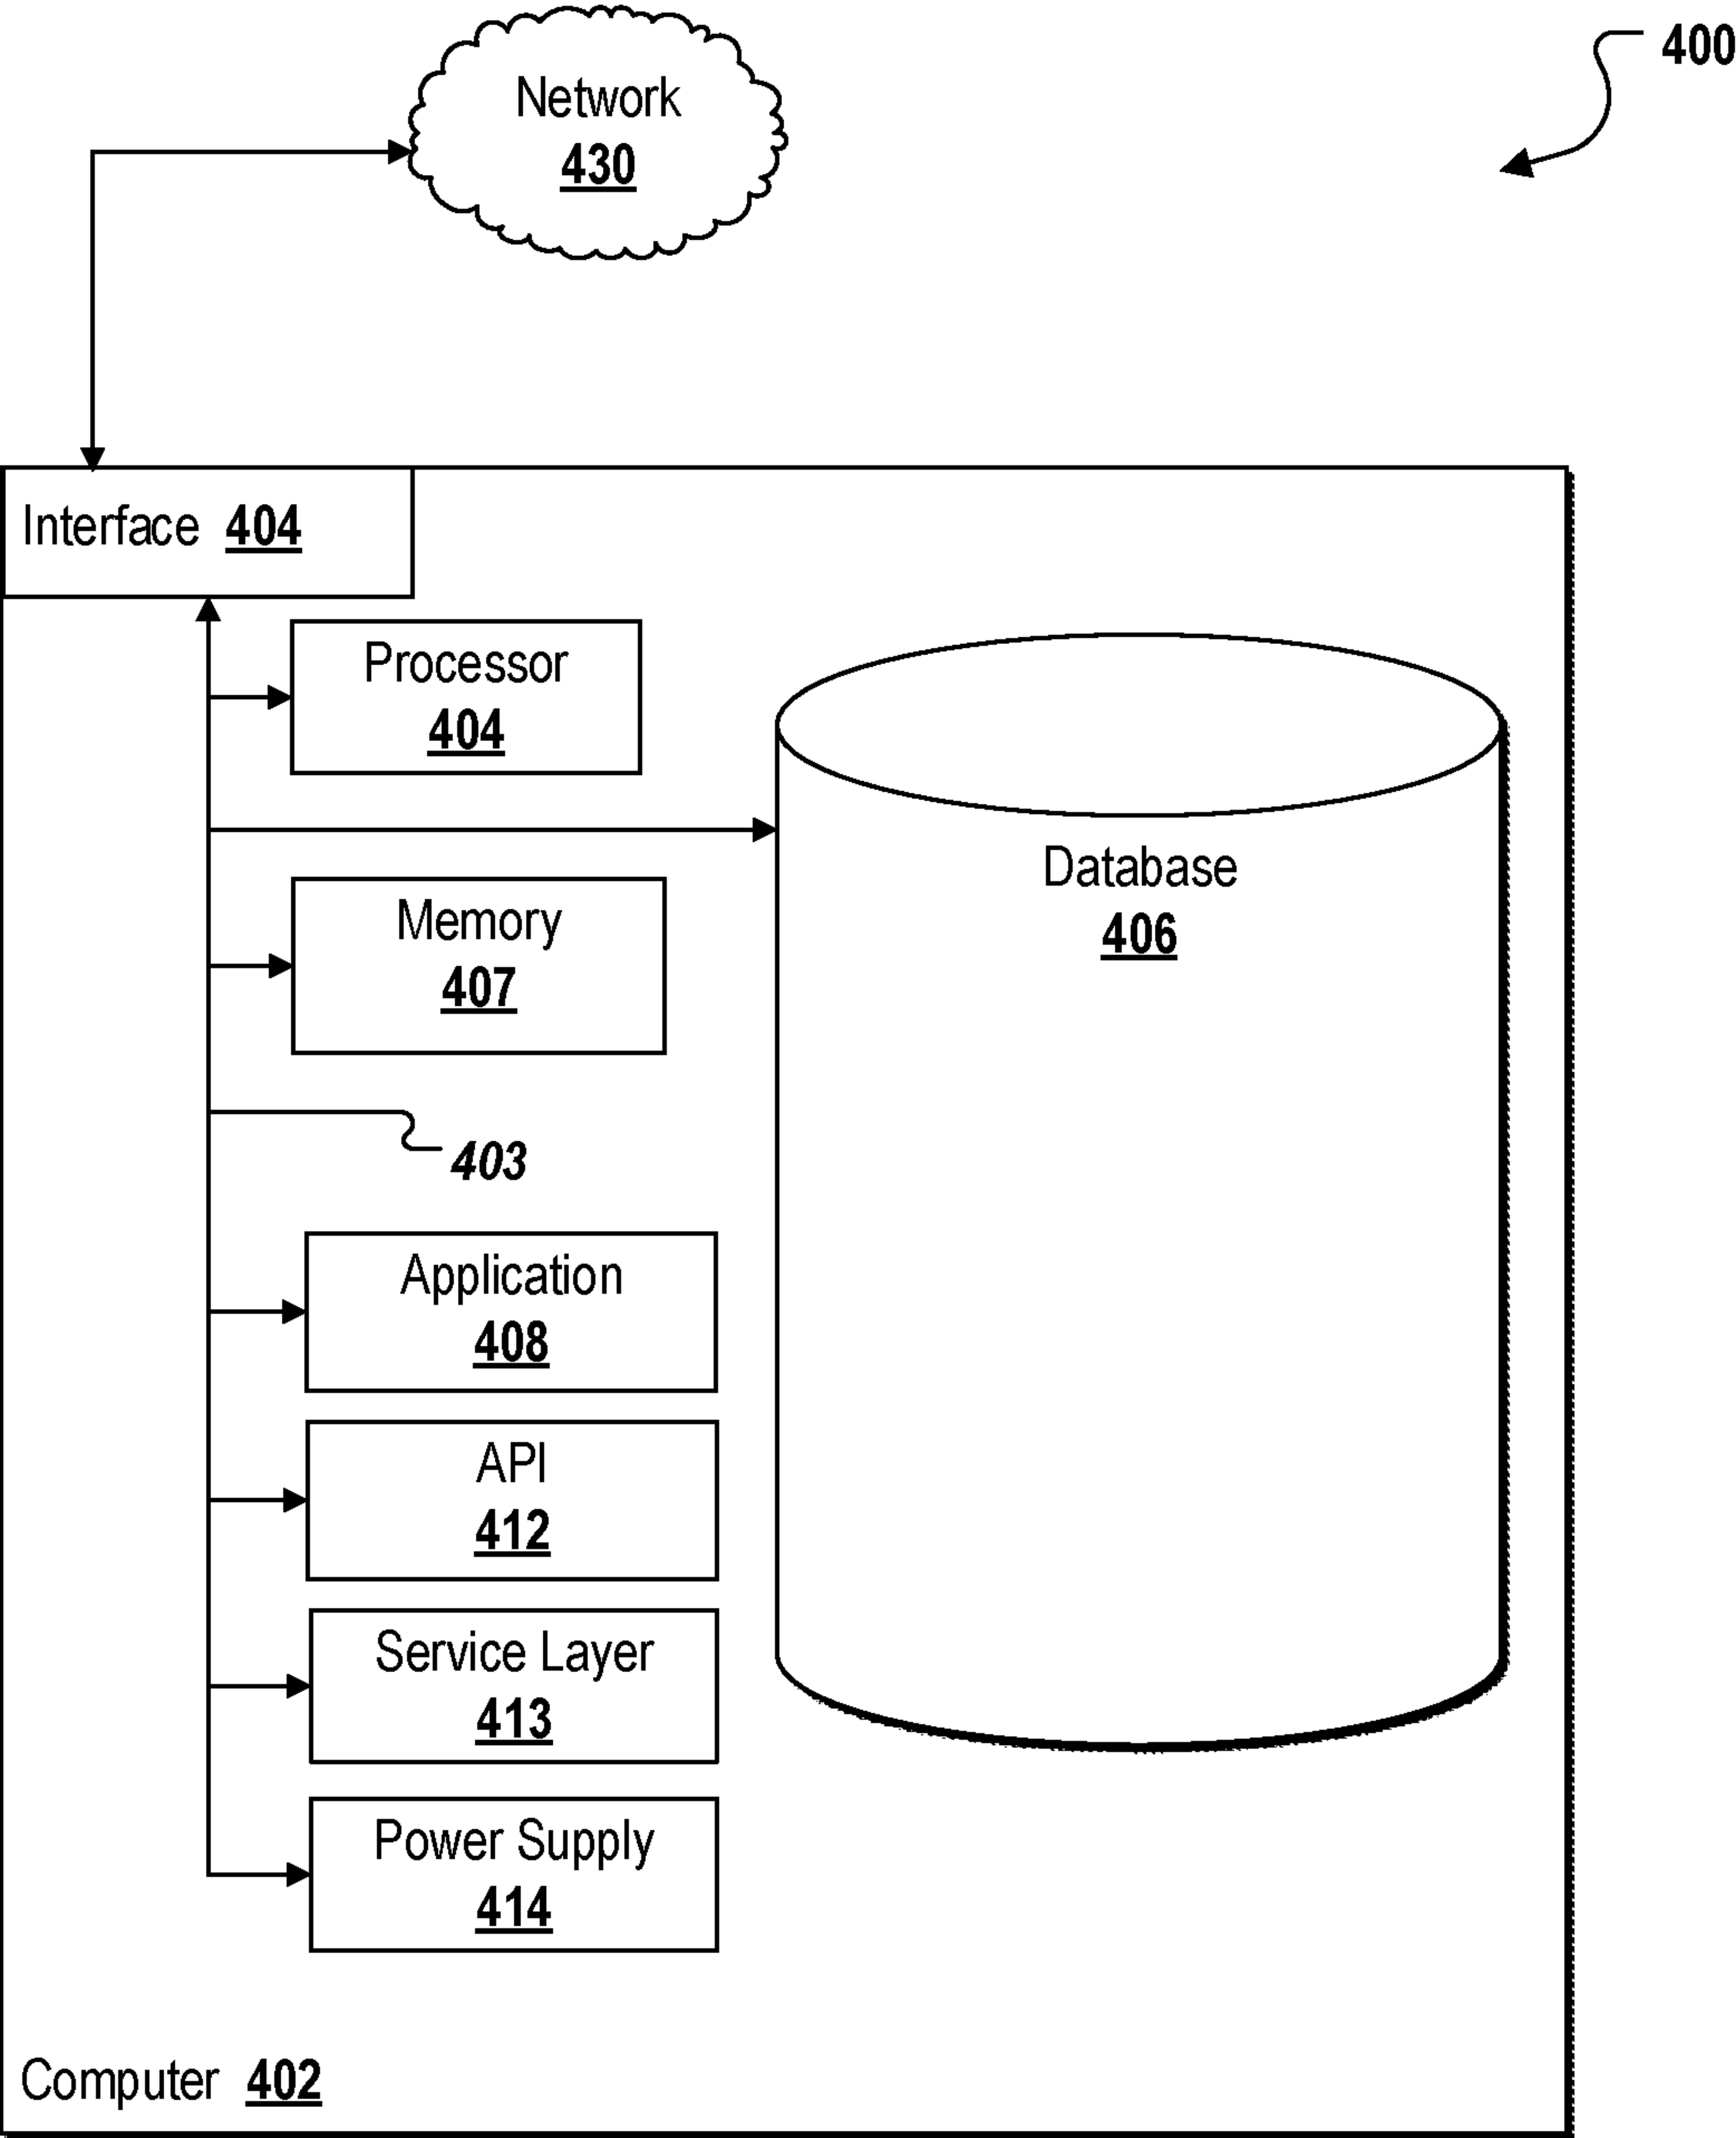 400
Network
430
Interface 404
Processor
404
Database
406
Memory
407
403
Application
408
API
412
Service Layer
413
Power Supply
414
Computer 402